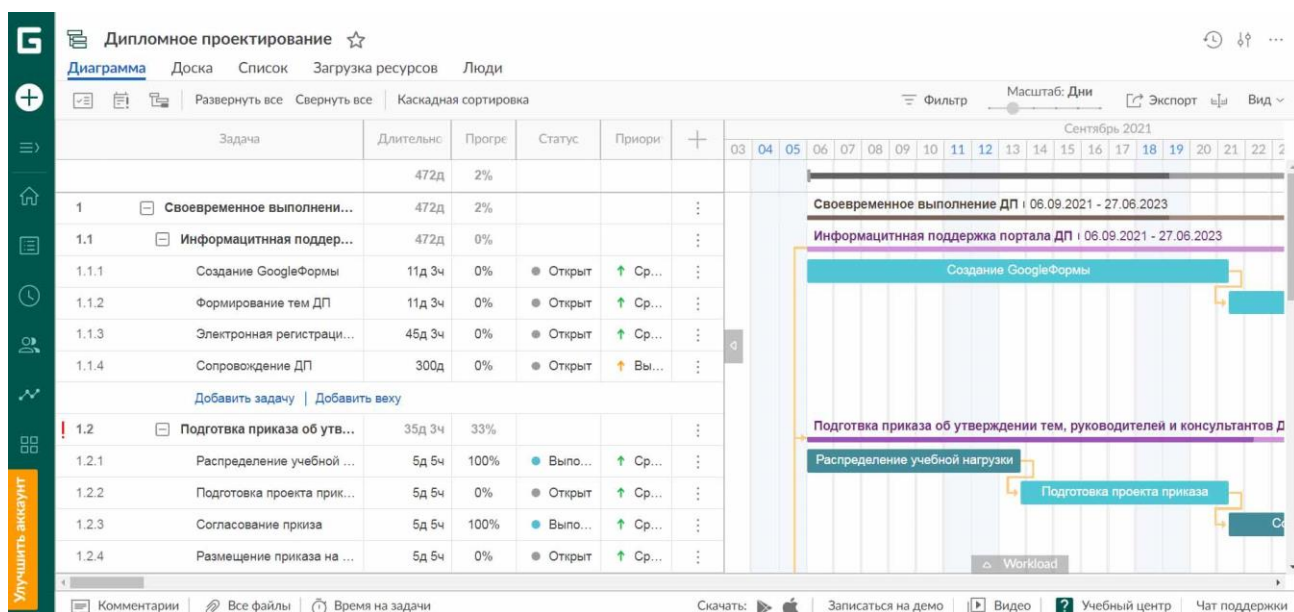 G Дипломное проектирование
Диаграмма Доска Список Загрузка ресурсов Люди
Развернуть все Свернуть все Каскадная сортировка Фильтр Масштаб: Дни Экспорт Вид
Задача Длительно Прогре Статус Приори
Сентябрь 2021
03 04 05 06 07 08 09 10 11 12 13 14 15 16 17 18 19 20 21 22 2
472д 2%
1 Своевременное выполнени... 472д 2% Своевременное выполнение ДП 06.09.2021 - 27.06.2023
1.1 Информацитнная поддер... 472д 0% Информацитнная поддержка портала ДП 06.09.2021 - 27.06.2023
1.1.1 Создание GoogleФормы 11д 3ч 0% Открыт Ср... Создание GoogleФормы
1.1.2 Формирование тем ДП 11д 3ч 0% Открыт Ср...
1.1.3 Электронная регистраци... 45д 3ч 0% Открыт Ср...
1.1.4 Сопровождение ДП 300д 0% Открыт Вы...
Добавить задачу | Добавить веху
1.2 Подготвка приказа об утв... 35д 3ч 33% Подготвка приказа об утверждении тем, руководителей и консультантов Д
1.2.1 Распределение учебной ... 5д 5ч 100% Выпо... Ср... Распределение учебной нагрузки
1.2.2 Подготовка проекта прик... 5д 5ч 0% Открыт Ср... Подготовка проекта приказа
1.2.3 Согласование пркиза 5д 5ч 100% Выпо... Ср... Со
1.2.4 Размещение приказа на ... 5д 5ч 0% Открыт Ср...
Workload
Улучшить аккаунт
Комментарии Все файлы Время на задачи Скачать: Записаться на демо Видео ? Учебный центр Чат поддержки